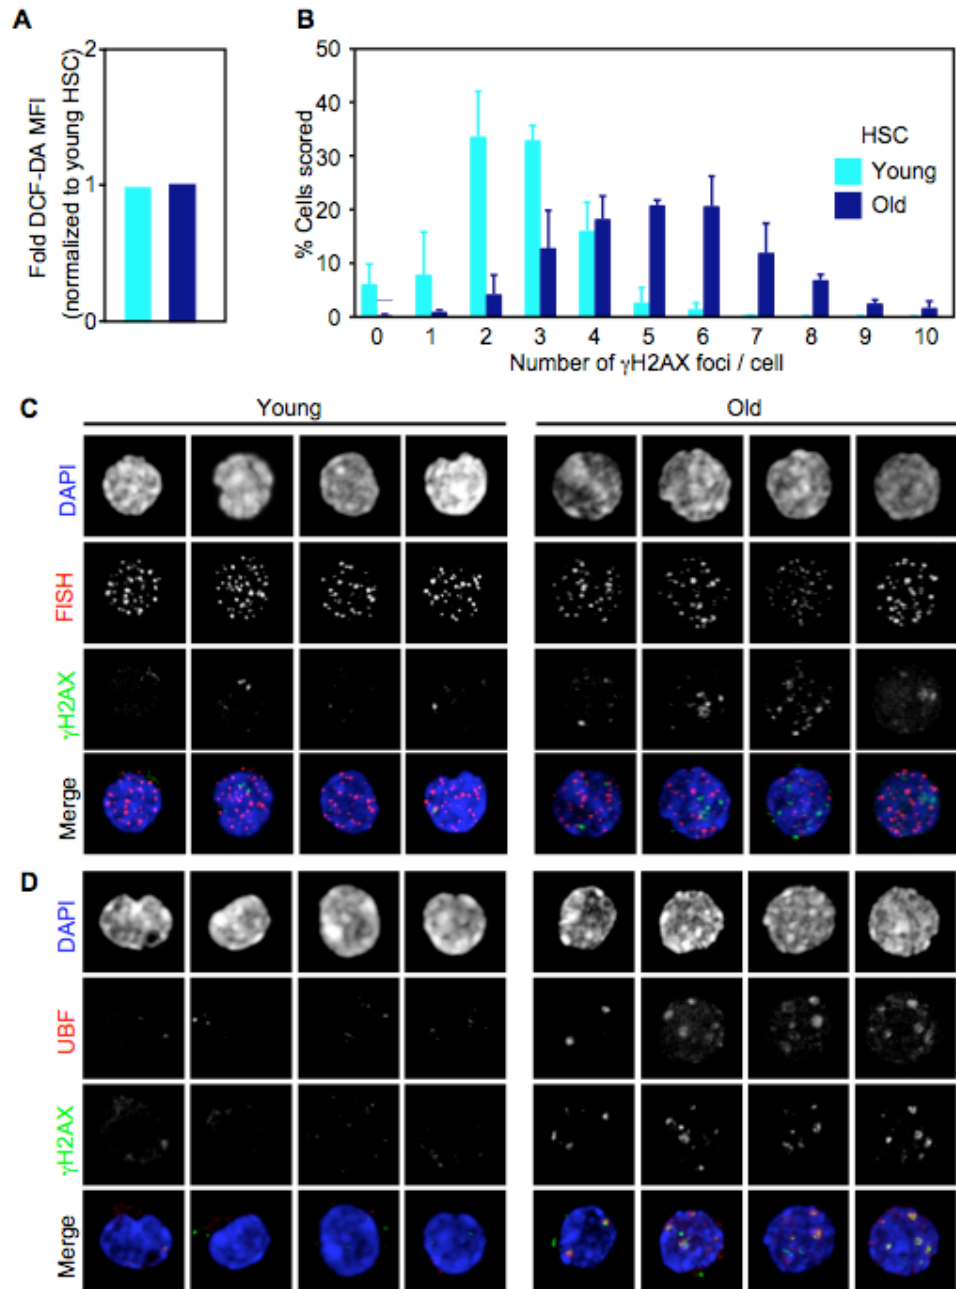 A
Fold DCF-DA MFI
(normalized to young HSC)
2
1
0
B
% Cells scored
50
40
30
20
10
0
0 1 2 3 4 5 6 7 8 9 10
Number of γH2AX foci / cell
HSC
Young
Old
C
Young Old
DAPI
FISH
γH2AX
Merge
D
DAPI
UBF
γH2AX
Merge